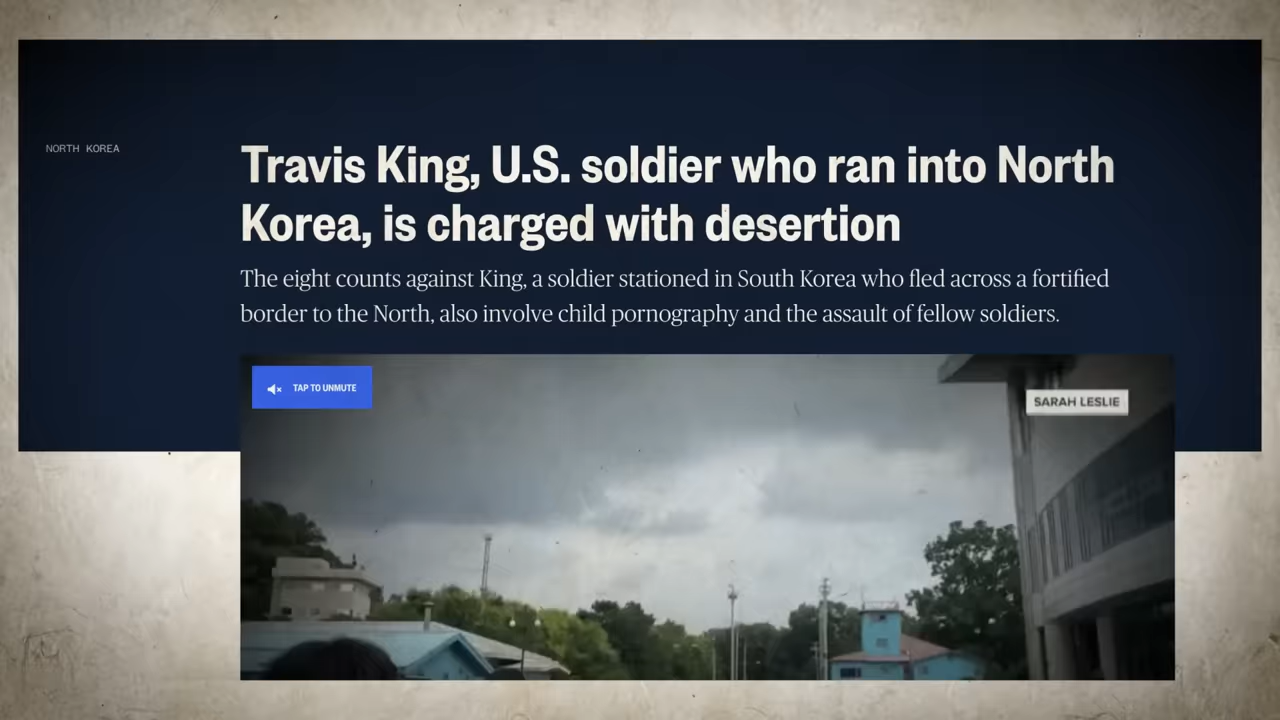 NORTH KOREA
Travis King, U.S. soldier who ran into North
Korea, is charged with desertion
The eight counts against King, a soldier stationed in South Korea who fled across a fortified
border to the North, also involve child pornography and the assault of fellow soldiers.
TAP TO UNMUTE
SARAH LESLIE